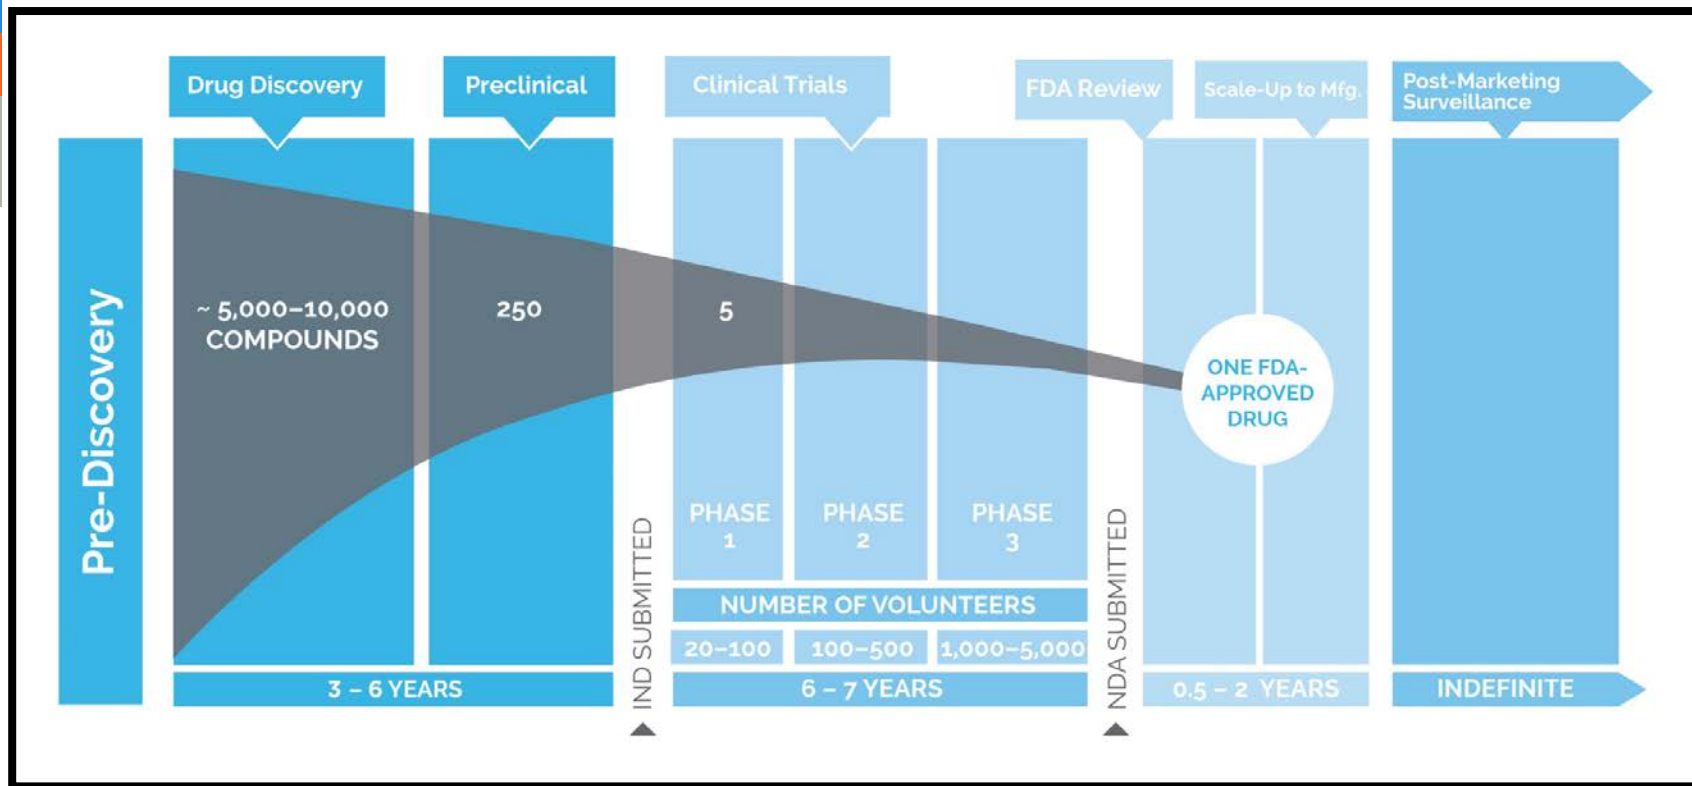 Drug Discovery
Preclinical
Clinical Trials
FDA Review
Scale-Up to Mfg.
Post-Marketing
Surveillance
Pre-Discovery
~ 5,000–10,000
COMPOUNDS
250
5
ONE FDA-
APPROVED
DRUG
PHASE
1
PHASE
2
PHASE
3
IND SUBMITTED
NDA SUBMITTED
NUMBER OF VOLUNTEERS
20–100
100–500
1,000–5,000
3 – 6 YEARS
6 – 7 YEARS
0.5 – 2 YEARS
INDEFINITE